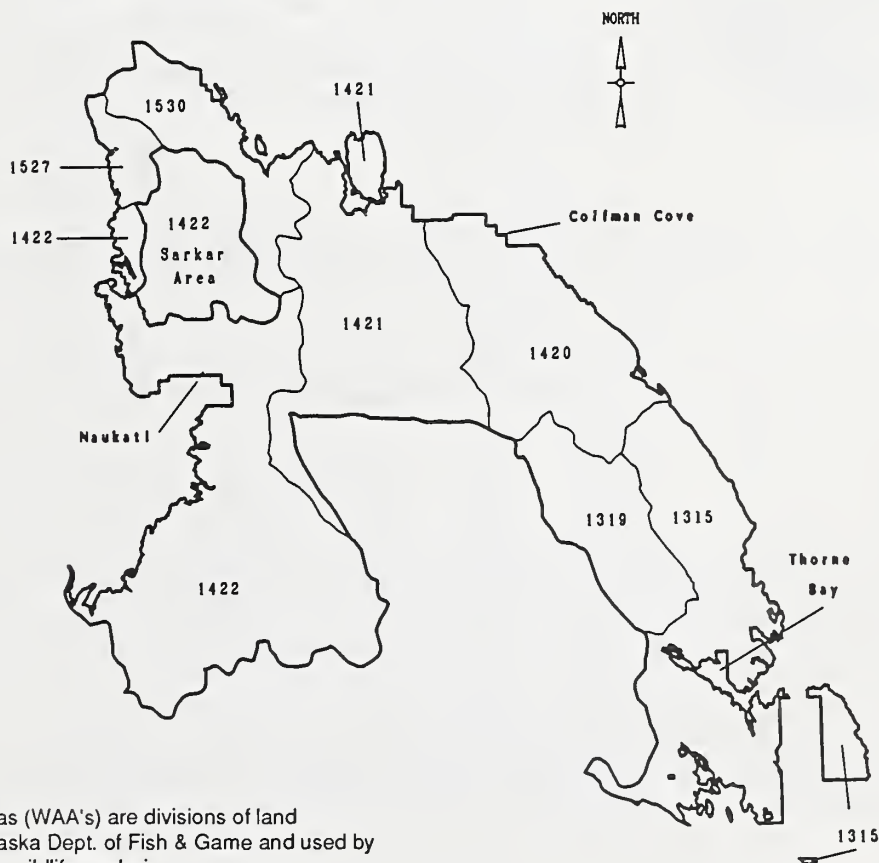 NORTH
1421
1530
1527
1422
1422
Sarkar
Area
Coffman Cove
1421
1420
Naukati
1319
1315
Thorne
Bay
1422
as (WAA's) are divisions of land
aska Dept. of Fish & Game and used by
1315